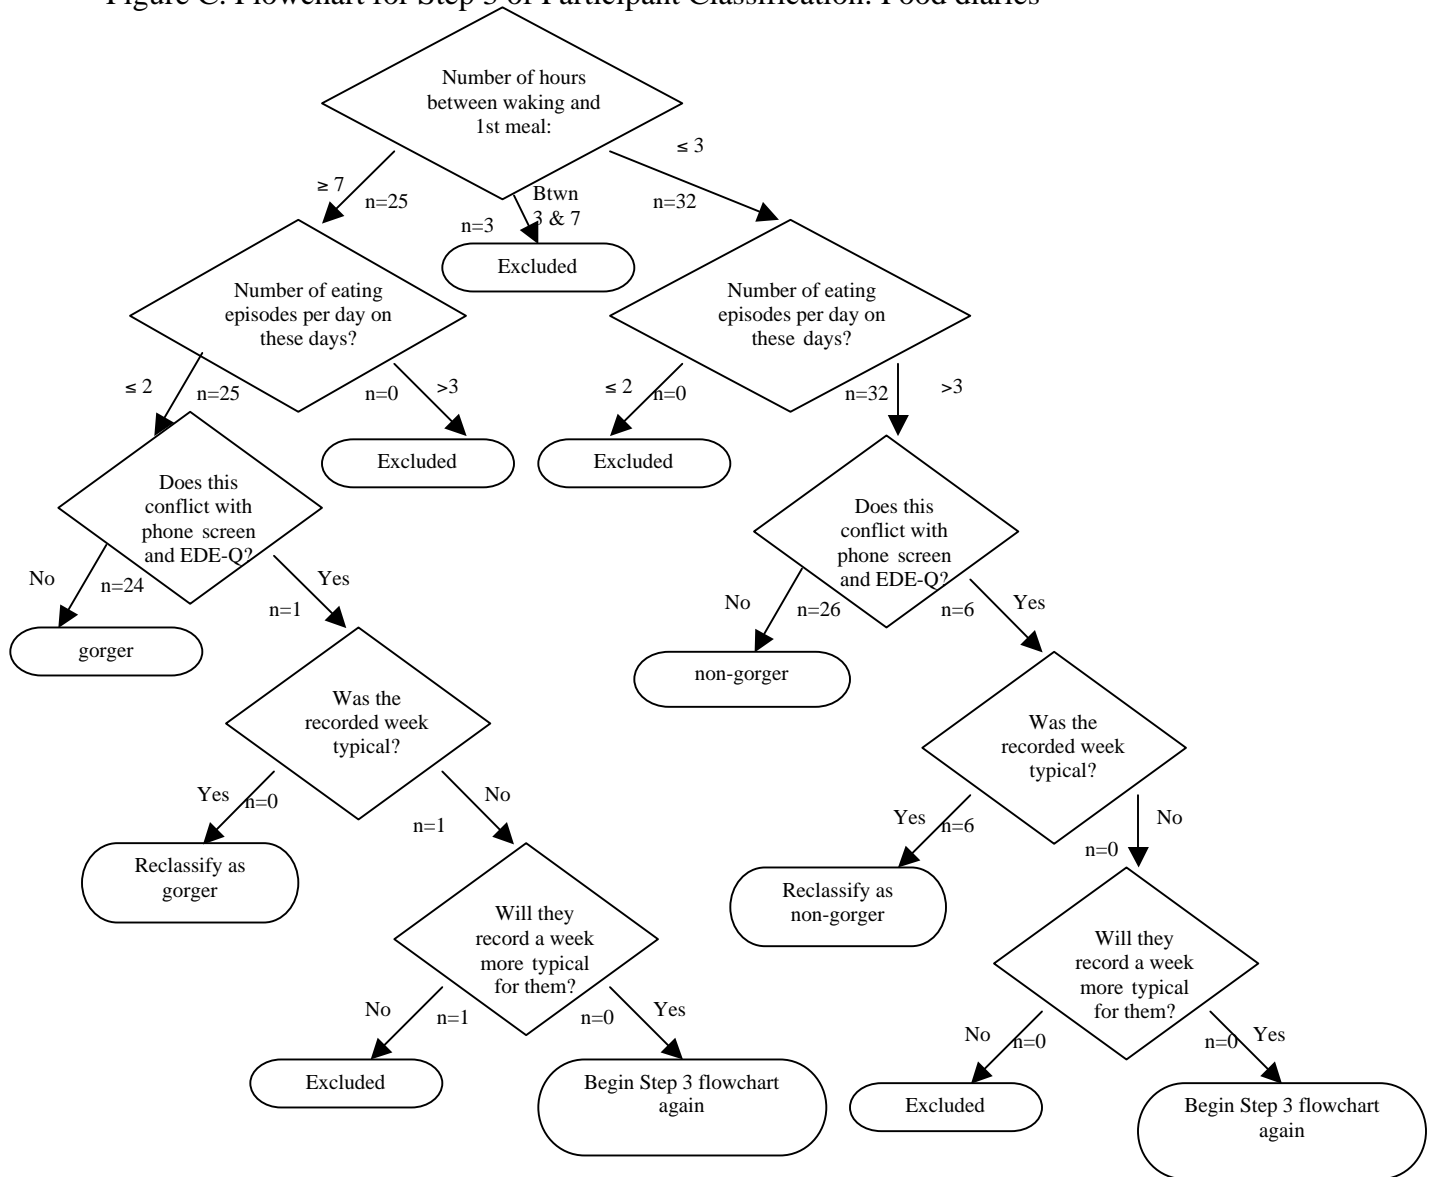 Figure C. Flowchart for Step 3 of Participant Classification: Food diaries
Number of hours
between waking and
1st meal:
≤ 3
≥ 7
n=25
Btwn
3 & 7
n=3
n=32
Excluded
Number of eating
episodes per day on
these days?
Number of eating
episodes per day on
these days?
≤ 2
n=25
n=0
>3
≤ 2
n=0
n=32
>3
Excluded
Excluded
Does this
conflict with
phone screen
and EDE-Q?
Does this
conflict with
phone screen
and EDE-Q?
No
n=24
Yes
n=1
No
n=26
n=6
Yes
gorger
non-gorger
Was the
recorded week
typical?
Was the
recorded week
typical?
Yes
n=0
No
n=1
Yes
n=6
No
n=0
Reclassify as
gorger
Reclassify as
non-gorger
Will they
record a week
more typical
for them?
Will they
record a week
more typical
for them?
No
n=1
n=0
Yes
No
n=0
n=0
Yes
Excluded
Begin Step 3 flowchart
again
Excluded
Begin Step 3 flowchart
again